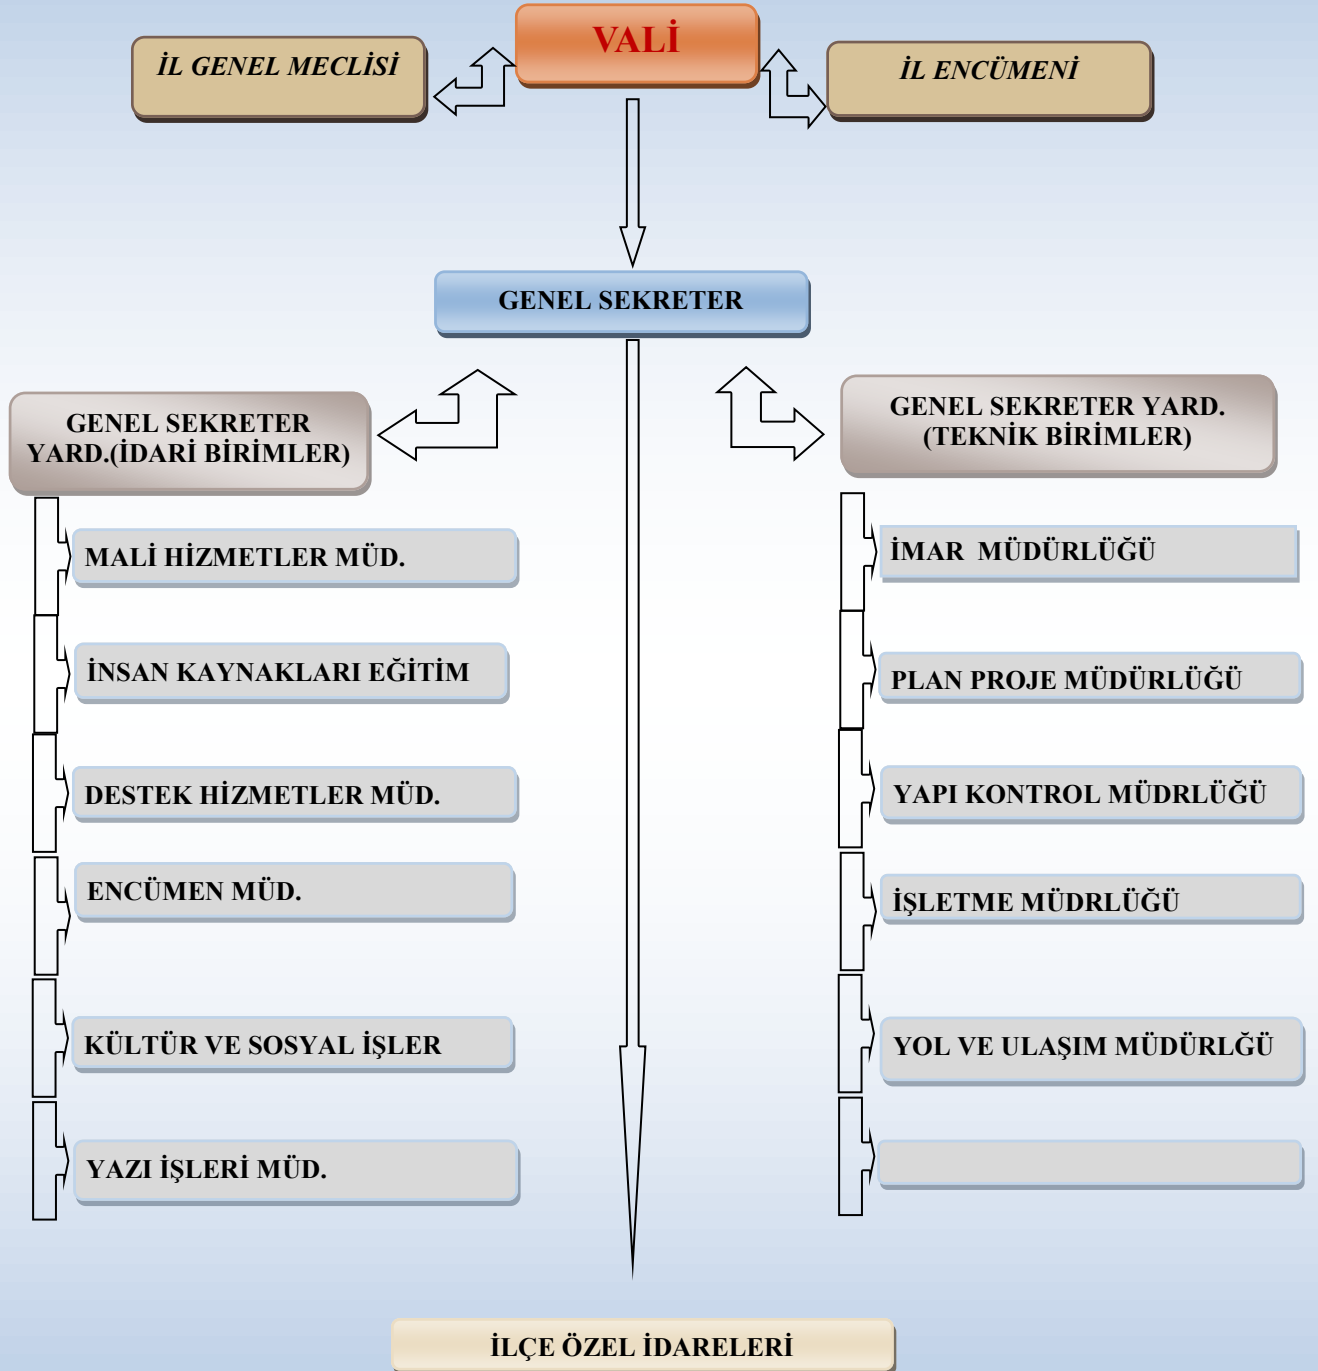 VALİ
İL GENEL MECLİSİ
İL ENCÜMENİ
GENEL SEKRETER
GENEL SEKRETER
YARD.(İDARİ BİRİMLER)
GENEL SEKRETER YARD.
(TEKNİK BİRİMLER)
MALİ HİZMETLER MÜD.
İNSAN KAYNAKLARI EĞİTİM
DESTEK HİZMETLER MÜD.
ENCÜMEN MÜD.
KÜLTÜR VE SOSYAL İŞLER
YAZI İŞLERİ MÜD.
İMAR  MÜDÜRLÜĞÜ
PLAN PROJE MÜDÜRLÜĞÜ
YAPI KONTROL MÜDRLÜĞÜ
İŞLETME MÜDRLÜĞÜ
YOL VE ULAŞIM MÜDÜRLĞÜ
İLÇE ÖZEL İDARELERİ